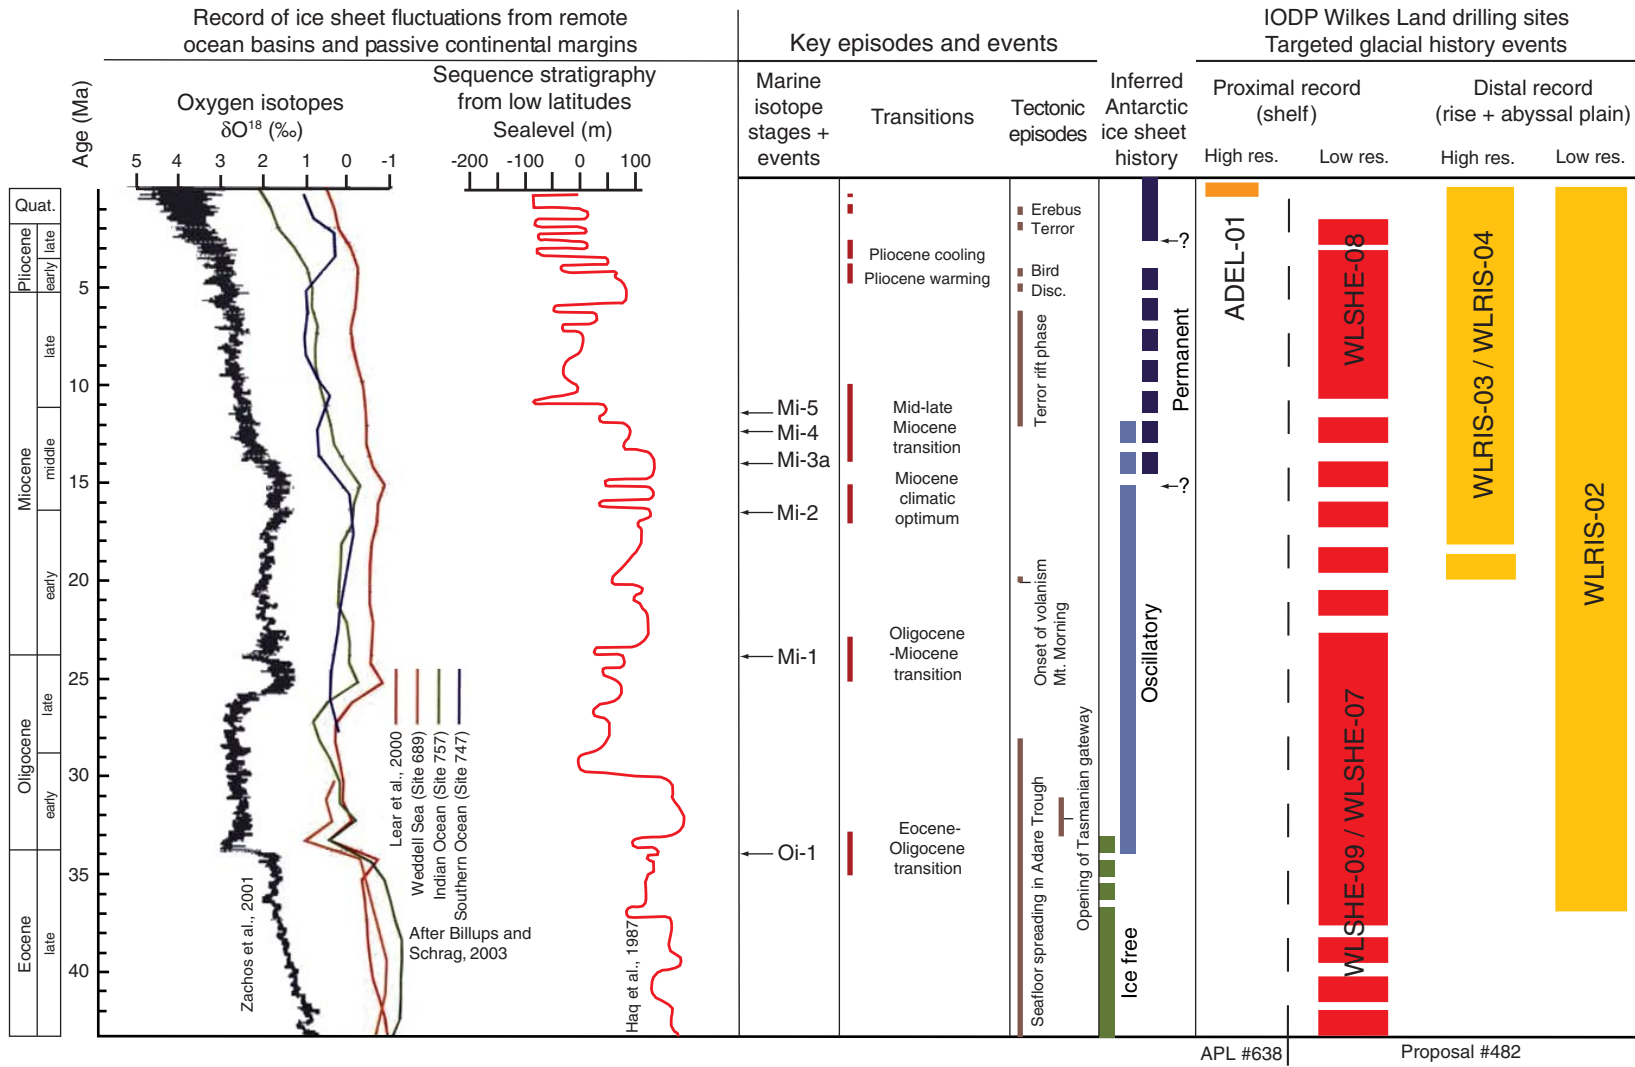 Record of ice sheet fluctuations from remote
ocean basins and passive continental margins
Key episodes and events
IODP Wilkes Land drilling sites
Targeted glacial history events
Age (Ma)
Oxygen isotopes
δO18 (‰)
5 4 3 2 1 0 -1
Sequence stratigraphy
from low latitudes
Sealevel (m)
-200 -100 0 100
Marine
isotope
stages +
events
Transitions
Tectonic
episodes
Inferred
Antarctic
ice sheet
history
Proximal record
(shelf)
High res.
Low res.
Distal record
(rise + abyssal plain)
High res.
Low res.
Quat.
Pliocene
late
early
Miocene
late
middle
early
Oligocene
late
early
Eocene
late
5
10
15
20
25
30
35
40
Zachos et al., 2001
Lear et al., 2000
Weddell Sea (Site 689)
Indian Ocean (Site 757)
Southern Ocean (Site 747)
After Billups and
Schrag, 2003
Haq et al., 1987
Mi-5
Mi-4
Mi-3a
Mi-2
Mi-1
Oi-1
Pliocene cooling
Pliocene warming
Mid-late
Miocene
transition
Miocene
climatic
optimum
Oligocene
-Miocene
transition
Eocene-
Oligocene
transition
Erebus
Terror
Bird
Disc.
Terror rift phase
Onset of volanism
Mt. Morning
Seafloor spreading in Adare Trough
Opening of Tasmanian gateway
?
?
Permanent
Oscillatory
Ice free
ADEL-01
WLSHE-08
WLSHE-09 / WLSHE-07
WLRIS-03 / WLRIS-04
WLRIS-02
APL #638
Proposal #482